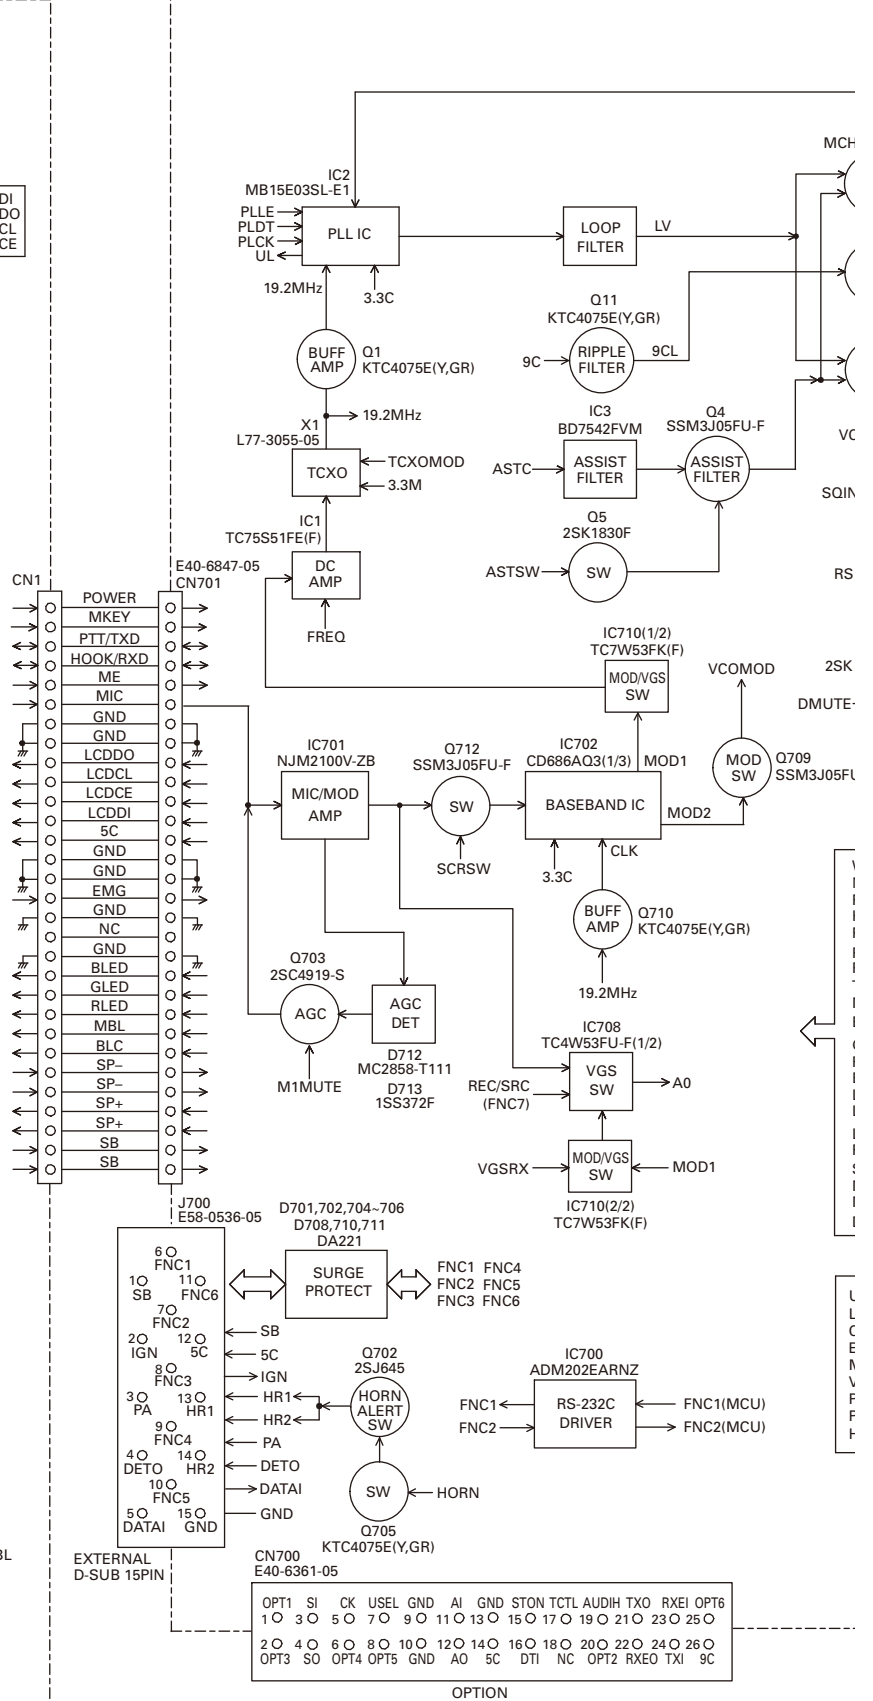 MCH
DI
DO
CL
CE
IC2
MB15E03SL-E1
PLLE
PLDT
PLCK
UL
PLL IC
LOOP
FILTER
LV
19.2MHz
3.3C
Q11
KTC4075E(Y,GR)
BUFF
AMP
Q1
KTC4075E(Y,GR)
9C
RIPPLE
FILTER
9CL
19.2MHz
X1
L77-3055-05
IC3
BD7542FVM
Q4
SSM3J05FU-F
VC
TCXO
TCXOMOD
3.3M
ASTC
ASSIST
FILTER
ASSIST
FILTER
SQIN
IC1
TC75S51FE(F)
Q5
2SK1830F
DC
AMP
ASTSW
SW
RS
FREQ
E40-6847-05
CN701
CN1
POWER
MKEY
PTT/TXD
HOOK/RXD
ME
MIC
GND
GND
LCDDO
LCDCL
LCDCE
LCDDI
5C
GND
GND
EMG
GND
NC
GND
BLED
GLED
RLED
MBL
BLC
SP–
SP–
SP+
SP+
SB
SB
IC710(1/2)
TC7W53FK(F)
MOD/VGS
SW
VCOMOD
2SK
DMUTE
IC701
NJM2100V-ZB
MIC/MOD
AMP
Q712
SSM3J05FU-F
SW
SCRSW
IC702
CD686AQ3(1/3)
MOD1
BASEBAND IC
MOD2
MOD
SW
Q709
SSM3J05FU
3.3C
CLK
BUFF
AMP
Q710
KTC4075E(Y,GR)
19.2MHz
Q703
2SC4919-S
AGC
AGC
DET
M1MUTE
D712
MC2858-T111
D713
1SS372F
IC708
TC4W53FU-F(1/2)
VGS
SW
A0
REC/SRC
(FNC7)
VGSRX
MOD/VGS
SW
MOD1
IC710(2/2)
TC7W53FK(F)
J700
E58-0536-05
6
FNC1
1
SB
11
FNC6
7
FNC2
2
IGN
12
5C
8
FNC3
3
PA
13
HR1
9
FNC4
4
DETO
14
HR2
10
FNC5
5
DATAI
15
GND
EXTERNAL
D-SUB 15PIN
D701,702,704~706
D708,710,711
DA221
SURGE
PROTECT
FNC1 FNC4
FNC2 FNC5
FNC3 FNC6
SB
5C
IGN
HR1
HR2
PA
DETO
DATAI
GND
Q702
2SJ645
HORN
ALERT
SW
SW
HORN
Q705
KTC4075E(Y,GR)
IC700
ADM202EARNZ
FNC1
FNC2
RS-232C
DRIVER
FNC1(MCU)
FNC2(MCU)
CN700
E40-6361-05
OPT1 SI CK USEL GND AI GND STON TCTL AUDIH TXO RXEI OPT6
1 3 5 7 9 11 13 15 17 19 21 23 25
2 4 6 8 10 12 14 16 18 20 22 24 26
OPT3 SO OPT4 OPT5 GND AO 5C DTI NC OPT2 RXEO TXI 9C
OPTION